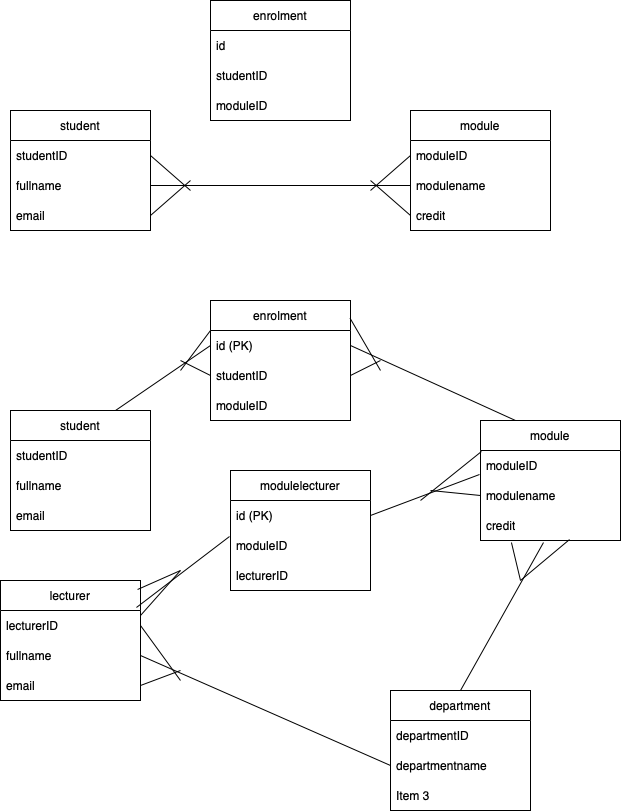 enrolment
id
studentID
moduleID
student
studentID
fullname
email
module
moduleID
modulename
credit
enrolment
id (PK)
studentID
moduleID
student
studentID
fullname
email
module
moduleID
modulename
credit
modulelecturer
id (PK)
moduleID
lecturerID
lecturer
lecturerID
fullname
email
department
departmentID
departmentname
Item 3